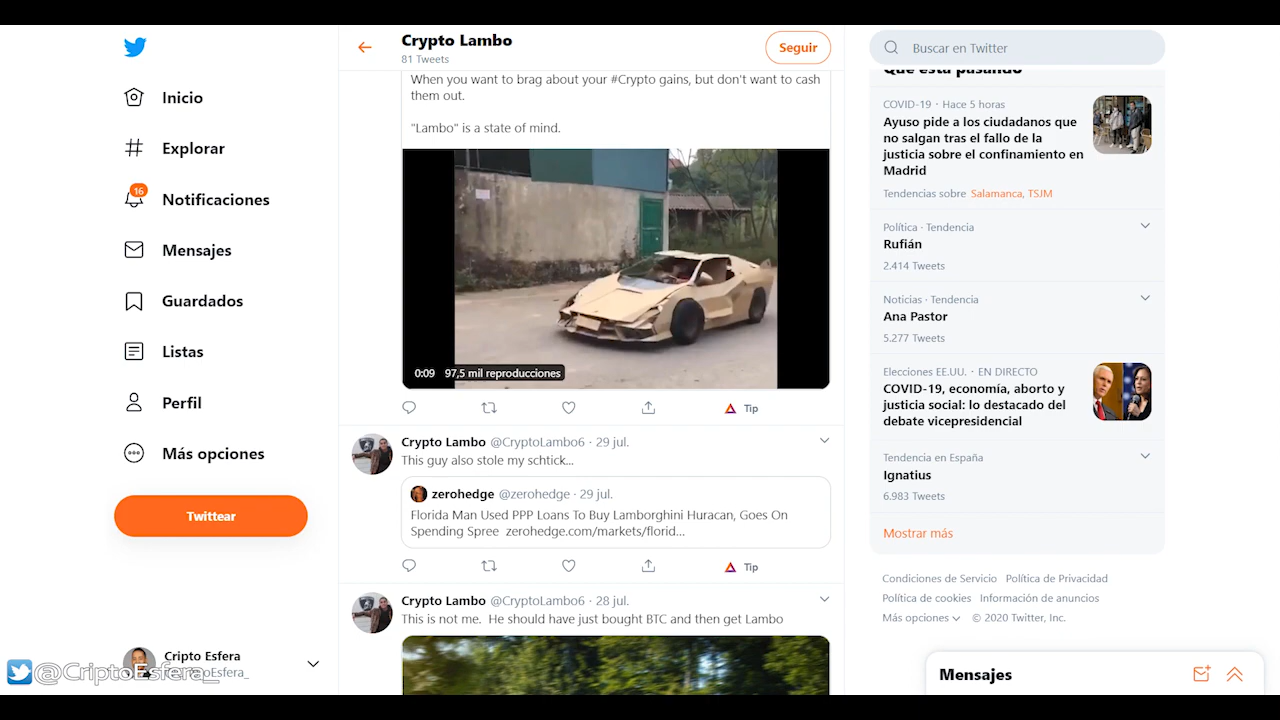 Inicio
Explorar
16
Notificaciones
Mensajes
Guardados
Listas
Perfil
Más opciones
Twittear
Cripto Esfera
@CriptoEsfera_
Crypto Lambo
81 Tweets
Seguir
When you want to brag about your #Crypto gains, but don't want to cash
them out.
"Lambo" is a state of mind.
0:09 97,5 mil reproducciones
Tip
Crypto Lambo @CryptoLambo6 · 29 jul.
This guy also stole my schtick...
zerohedge @zerohedge · 29 jul.
Florida Man Used PPP Loans To Buy Lamborghini Huracan, Goes On
Spending Spree zerohedge.com/markets/florid...
Tip
Crypto Lambo @CryptoLambo6 · 28 jul.
This is not me. He should have just bought BTC and then get Lambo
Buscar en Twitter
Qué está pasando
COVID-19 · Hace 5 horas
Ayuso pide a los ciudadanos que
no salgan tras el fallo de la
justicia sobre el confinamiento en
Madrid
Tendencias sobre Salamanca, TSJM
Política · Tendencia
Rufián
2.414 Tweets
Noticias · Tendencia
Ana Pastor
5.277 Tweets
Elecciones EE.UU. · EN DIRECTO
COVID-19, economía, aborto y
justicia social: lo destacado del
debate vicepresidencial
Tendencia en España
Ignatius
6.983 Tweets
Mostrar más
Condiciones de Servicio Política de Privacidad
Política de cookies Información de anuncios
Más opciones © 2020 Twitter, Inc.
Mensajes